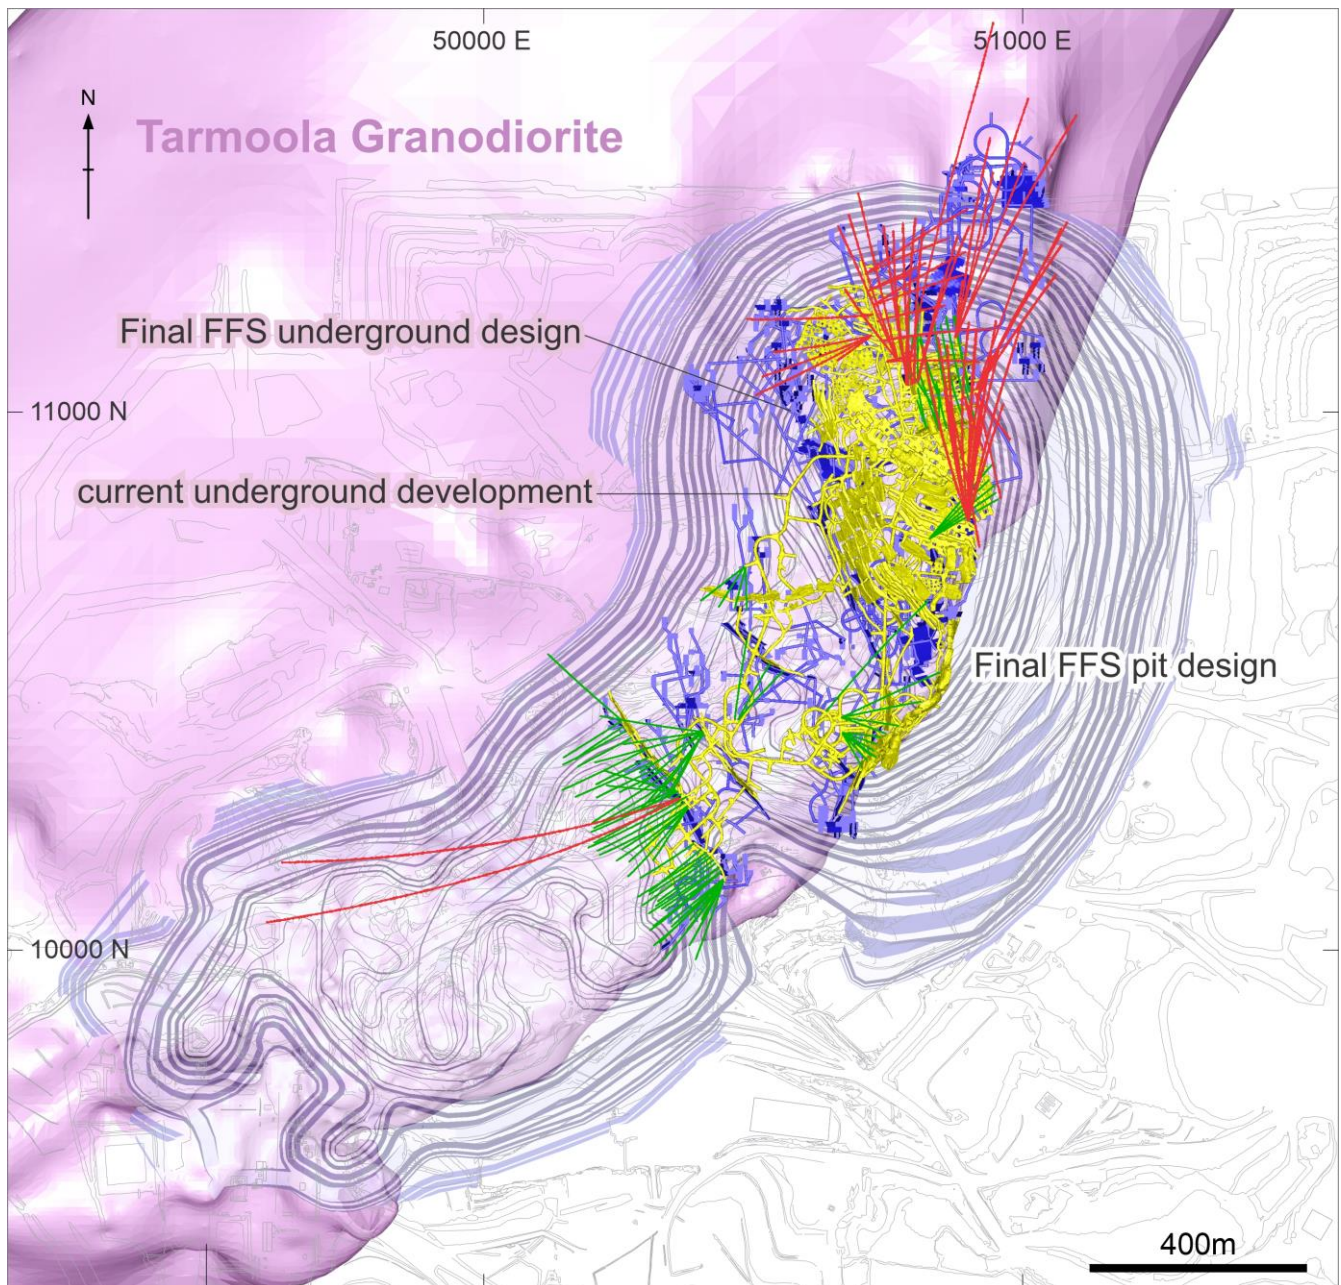 50000 E
51000 E
N
Tarmoola Granodiorite
Final FFS underground design
11000 N
current underground development
Final FFS pit design
10000 N
400m